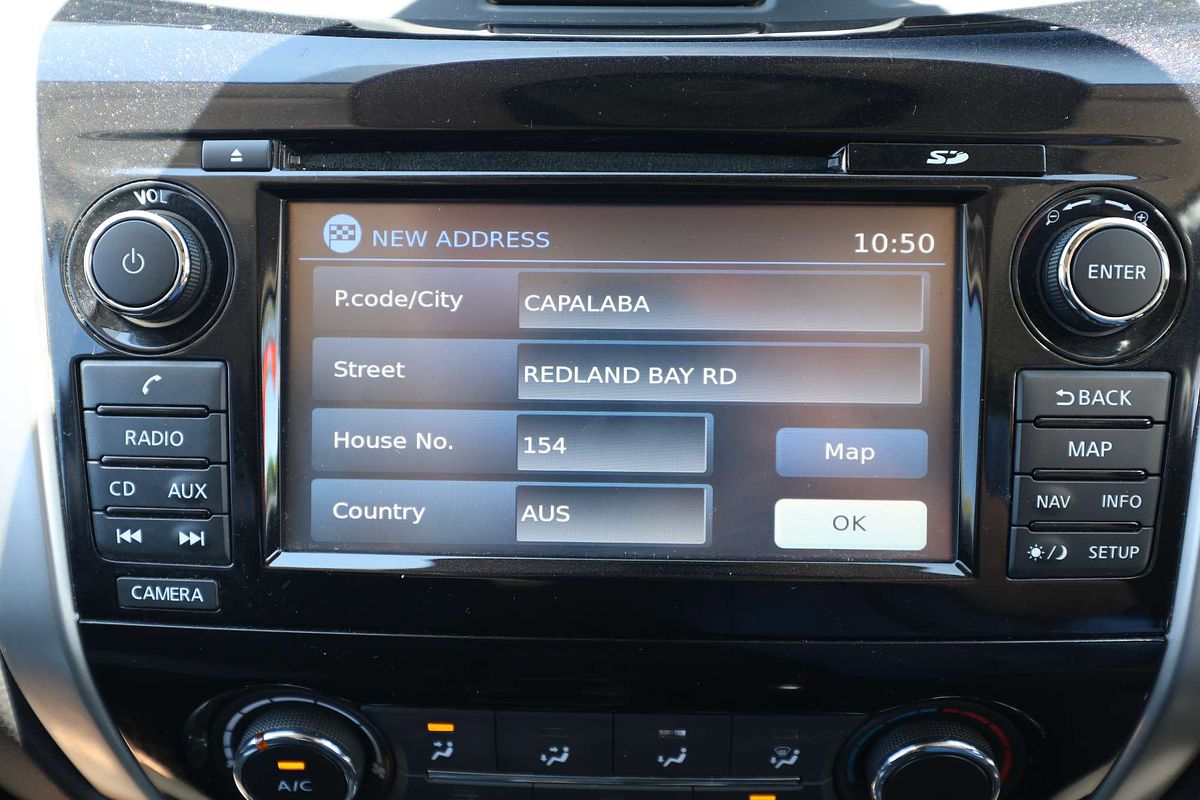 SD
VOL
NEW ADDRESS 10:50
P.code/City CAPALABA
ENTER
Street REDLAND BAY RD
BACK
RADIO
House No. 154
Map
MAP
CD AUX
Country AUS
OK
NAV INFO
SETUP
CAMERA
A/C